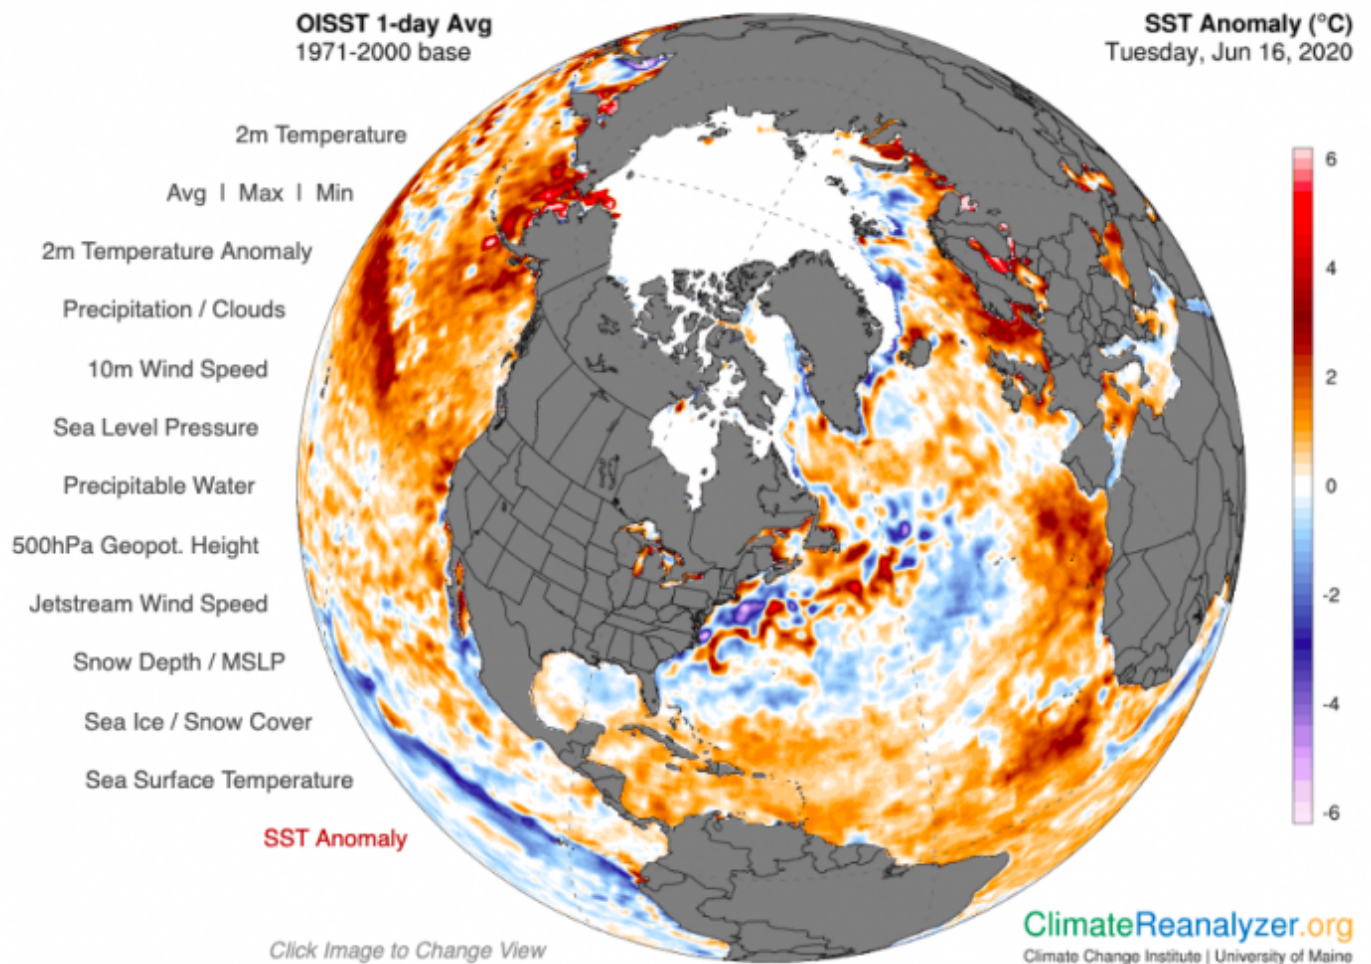 OISST 1-day Avg
1971-2000 base
SST Anomaly (°C)
Tuesday, Jun 16, 2020
2m Temperature
Avg | Max | Min
2m Temperature Anomaly
Precipitation / Clouds
10m Wind Speed
Sea Level Pressure
Precipitable Water
500hPa Geopot. Height
Jetstream Wind Speed
Snow Depth / MSLP
Sea Ice / Snow Cover
Sea Surface Temperature
SST Anomaly
6
4
2
0
-2
-4
-6
Click Image to Change View
ClimateReanalyzer.org
Climate Change Institute | University of Maine